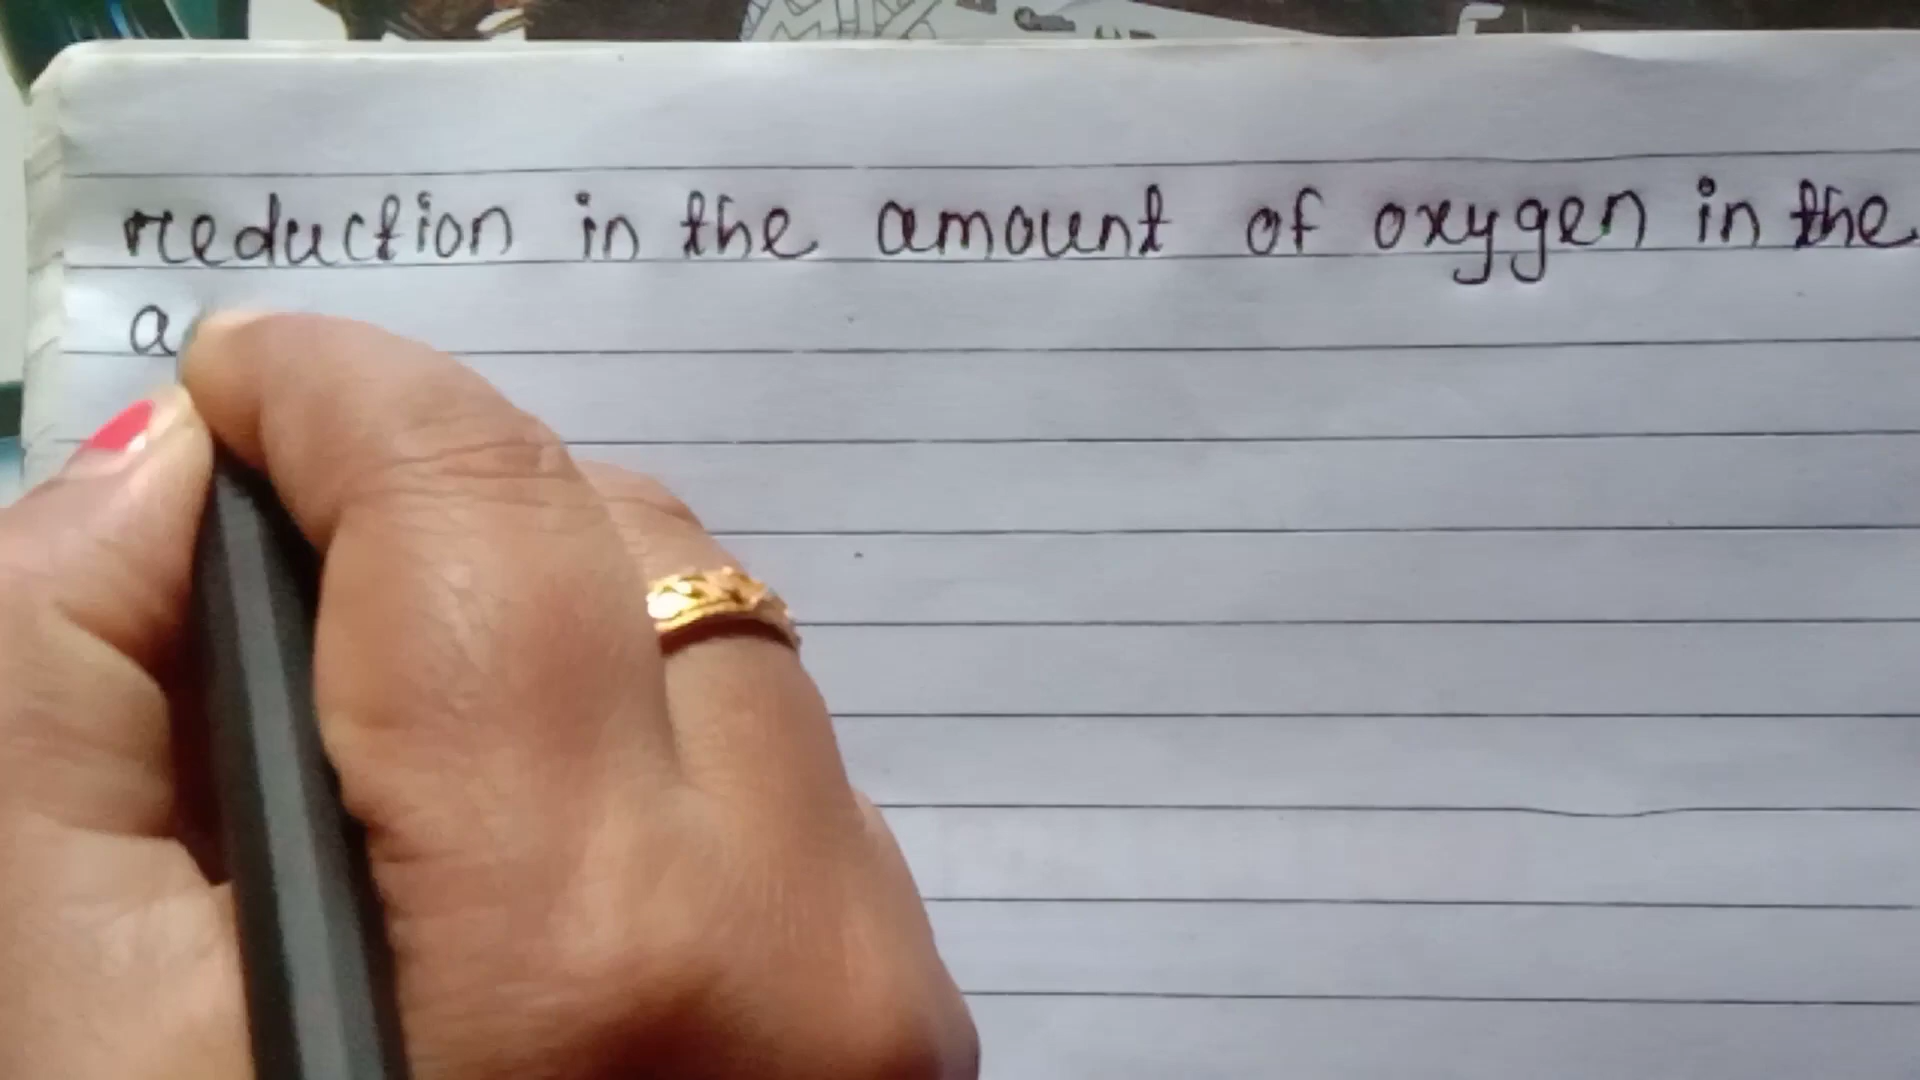 reduction in the amount of oxygen in the
a